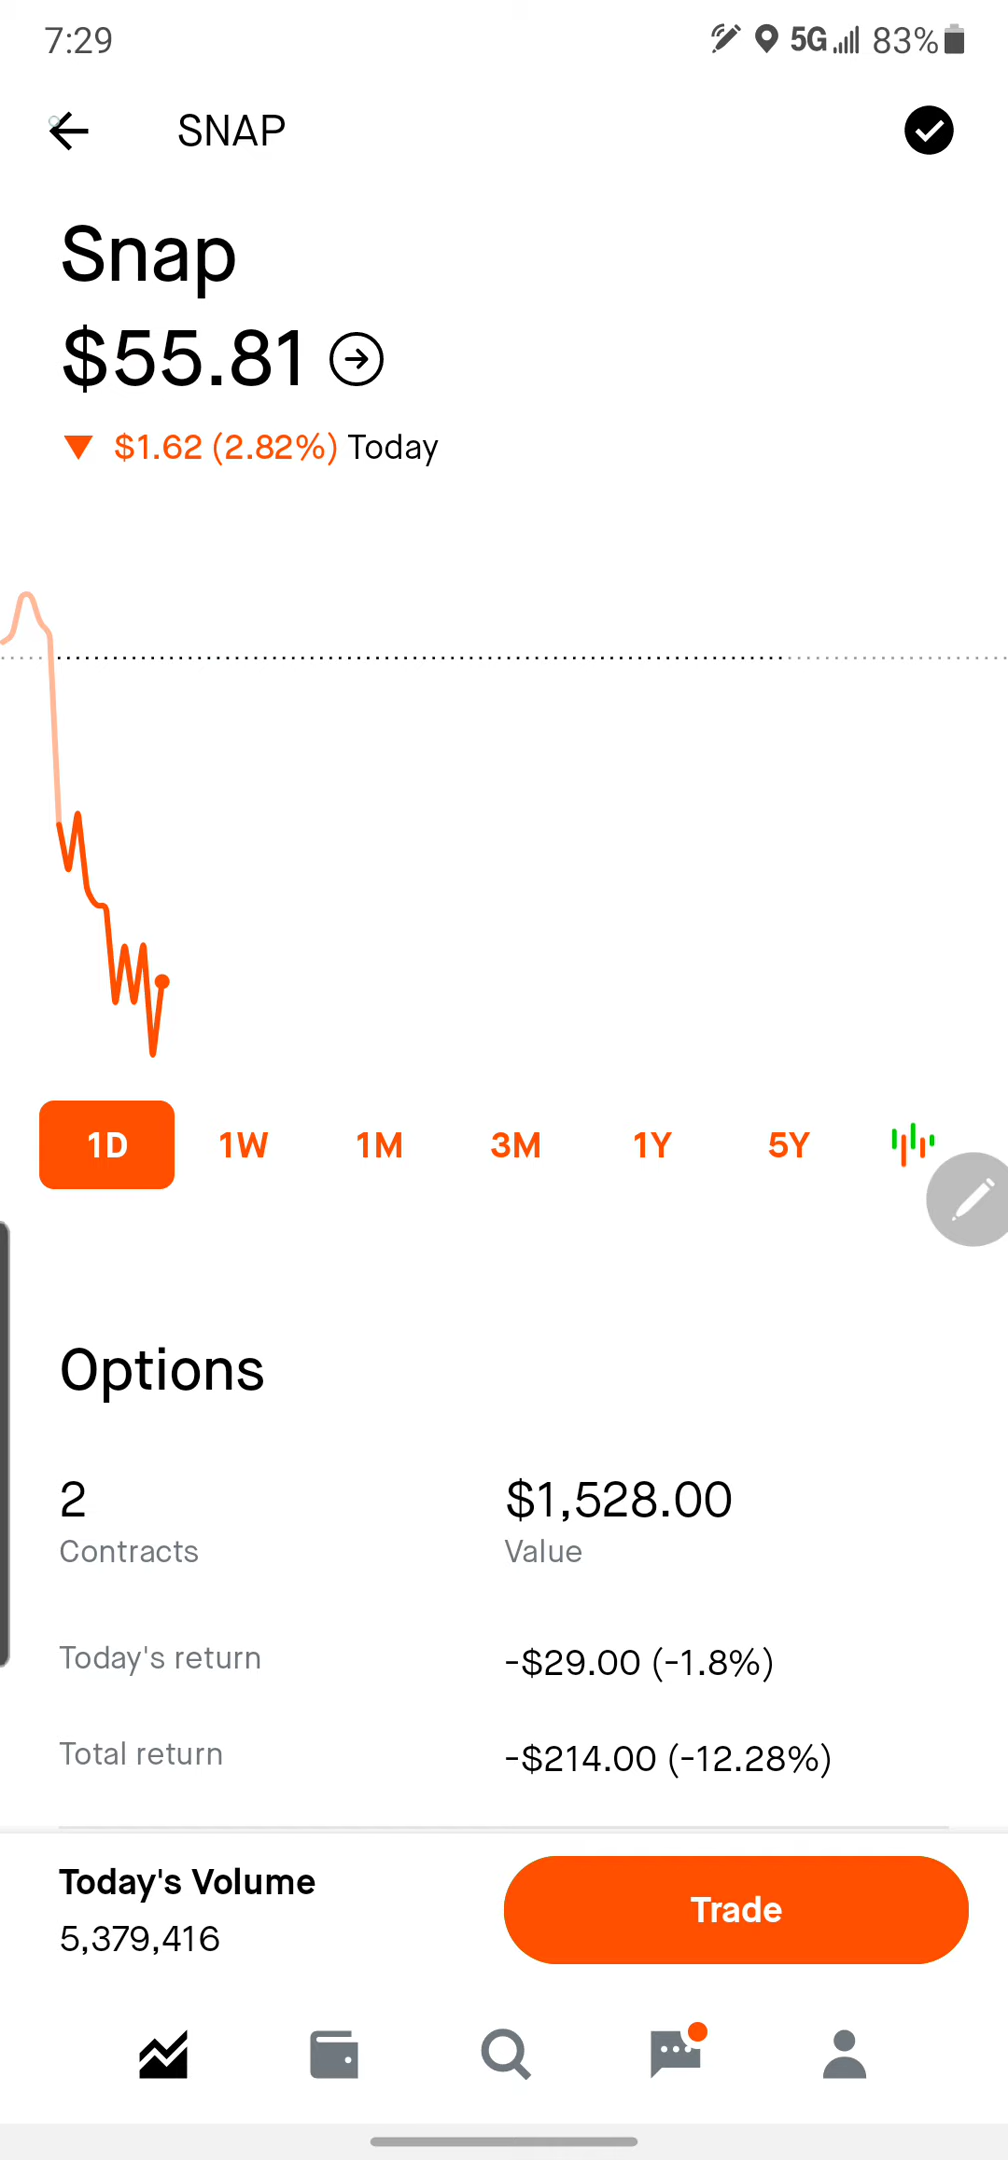 7:29
5G 83%
SNAP
Snap
$55.81
▼ $1.62 (2.82%) Today
1D 1W 1M 3M 1Y 5Y
Options
2 $1,528.00
Contracts Value
Today's return -$29.00 (-1.8%)
Total return -$214.00 (-12.28%)
Today's Volume
5,379,416
Trade